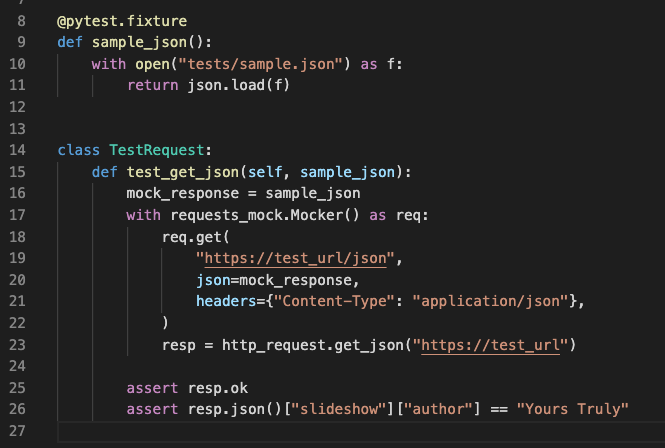 7
8 @pytest.fixture
9 def sample_json():
10     with open("tests/sample.json") as f:
11         return json.load(f)
12
13
14 class TestRequest:
15     def test_get_json(self, sample_json):
16         mock_response = sample_json
17         with requests_mock.Mocker() as req:
18             req.get(
19                 "https://test_url/json",
20                 json=mock_response,
21                 headers={"Content-Type": "application/json"},
22             )
23             resp = http_request.get_json("https://test_url")
24
25         assert resp.ok
26         assert resp.json()["slideshow"]["author"] == "Yours Truly"
27